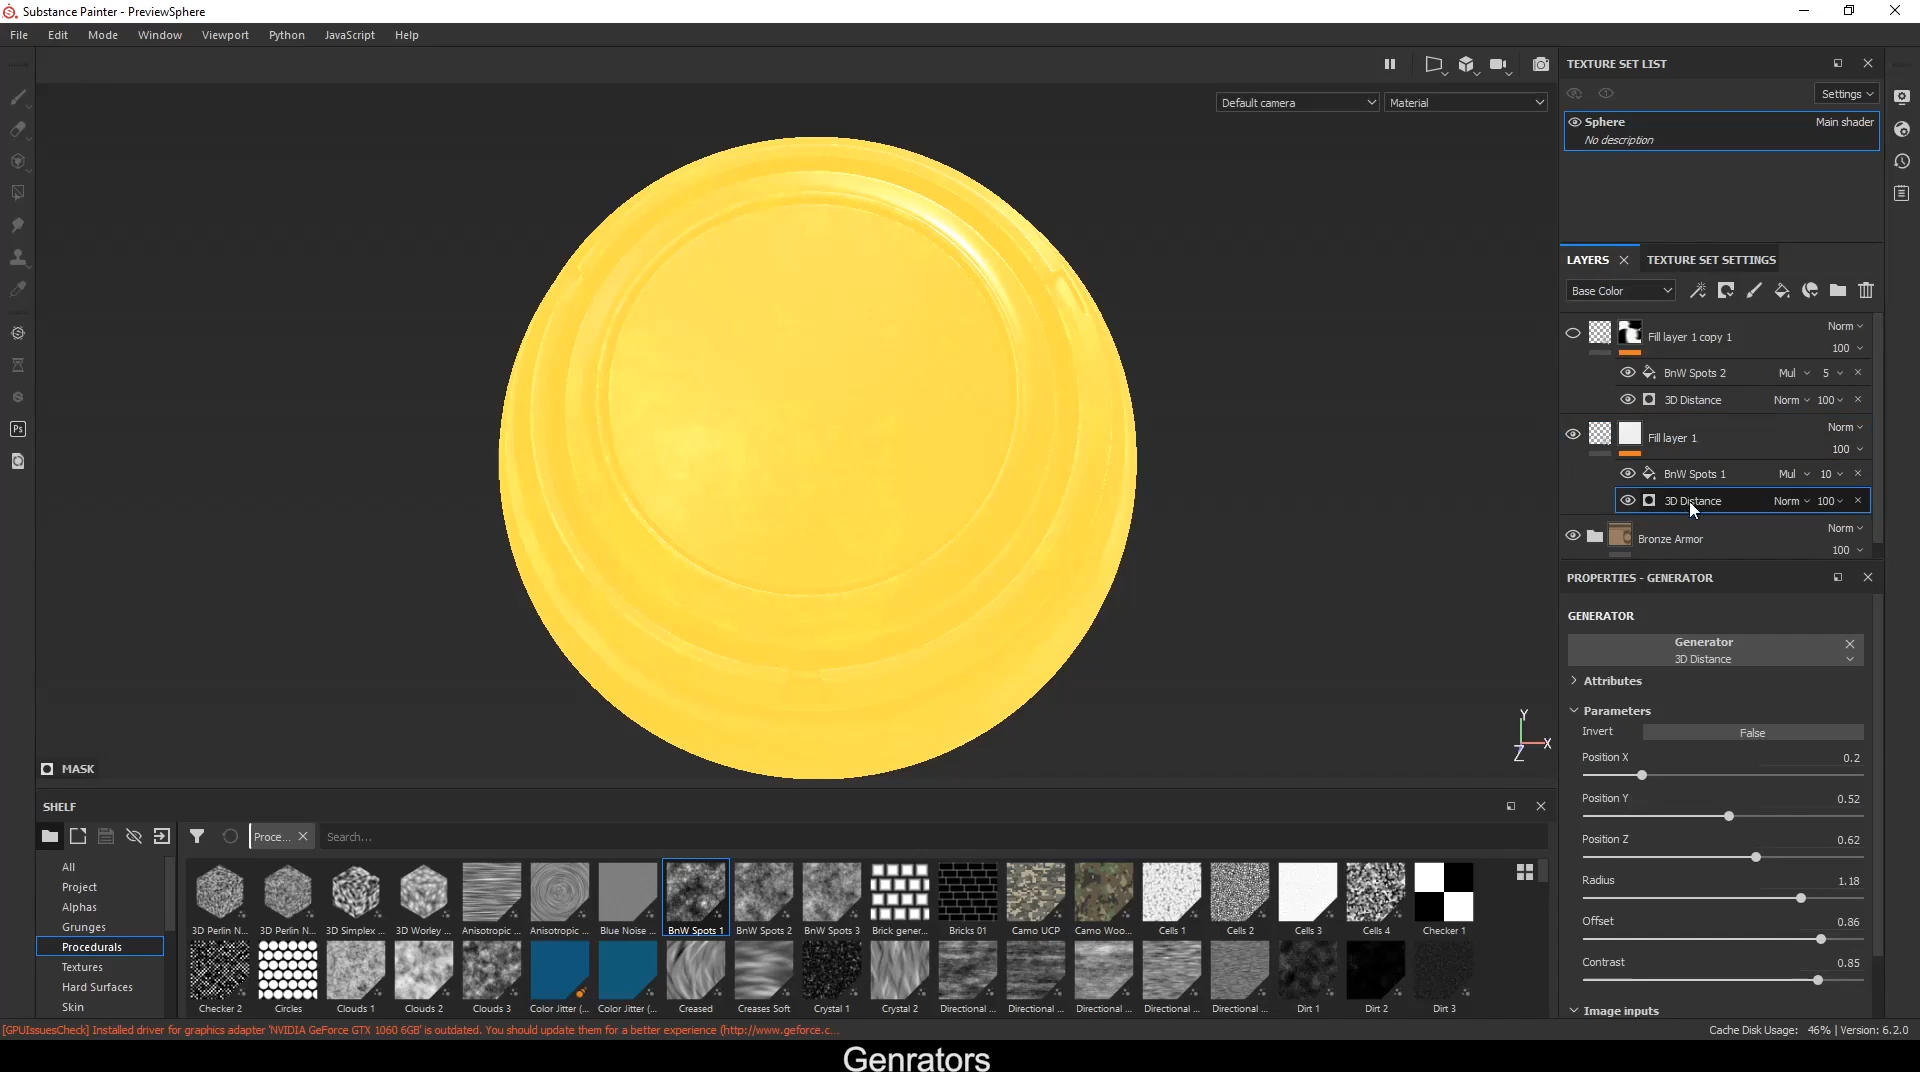 Substance Painter - PreviewSphere
File Edit Mode Window Viewport Python JavaScript Help
Default camera
Material
TEXTURE SET LIST
Settings
Sphere
Main shader
No description
LAYERS
TEXTURE SET SETTINGS
Base Color
Norm
Fill layer 1 copy 1
100
BnW Spots 2
Mul
5
3D Distance
Norm
100
Norm
Fill layer 1
100
BnW Spots 1
Mul
10
3D Distance
Norm
100
Norm
Bronze Armor
100
PROPERTIES - GENERATOR
GENERATOR
Generator
3D Distance
Attributes
Parameters
Invert
False
Position X
0.2
Position Y
0.52
Position Z
0.62
Radius
1.18
Offset
0.86
Contrast
0.85
Image inputs
Y
X
Z
MASK
Ps
SHELF
Proce...
Search...
All
Project
Alphas
Grunges
Procedurals
Textures
Hard Surfaces
Skin
3D Perlin N... 3D Perlin N... 3D Simplex ... 3D Worley ... Anisotropic ... Anisotropic ... Blue Noise ... BnW Spots 1 BnW Spots 2 BnW Spots 3 Brick gener... Bricks 01 Camo UCP Camo Woo... Cells 1 Cells 2 Cells 3 Cells 4 Checker 1
Checker 2 Circles Clouds 1 Clouds 2 Clouds 3 Color Jitter (... Color Jitter (... Creased Creases Soft Crystal 1 Crystal 2 Directional ... Directional ... Directional ... Directional ... Directional ... Dirt 1 Dirt 2 Dirt 3
[GPUIssuesCheck] Installed driver for graphics adapter 'NVIDIA GeForce GTX 1060 6GB' is outdated. You should update them for a better experience (http://www.geforce.c...
Cache Disk Usage: 46% | Version: 6.2.0
Genrators